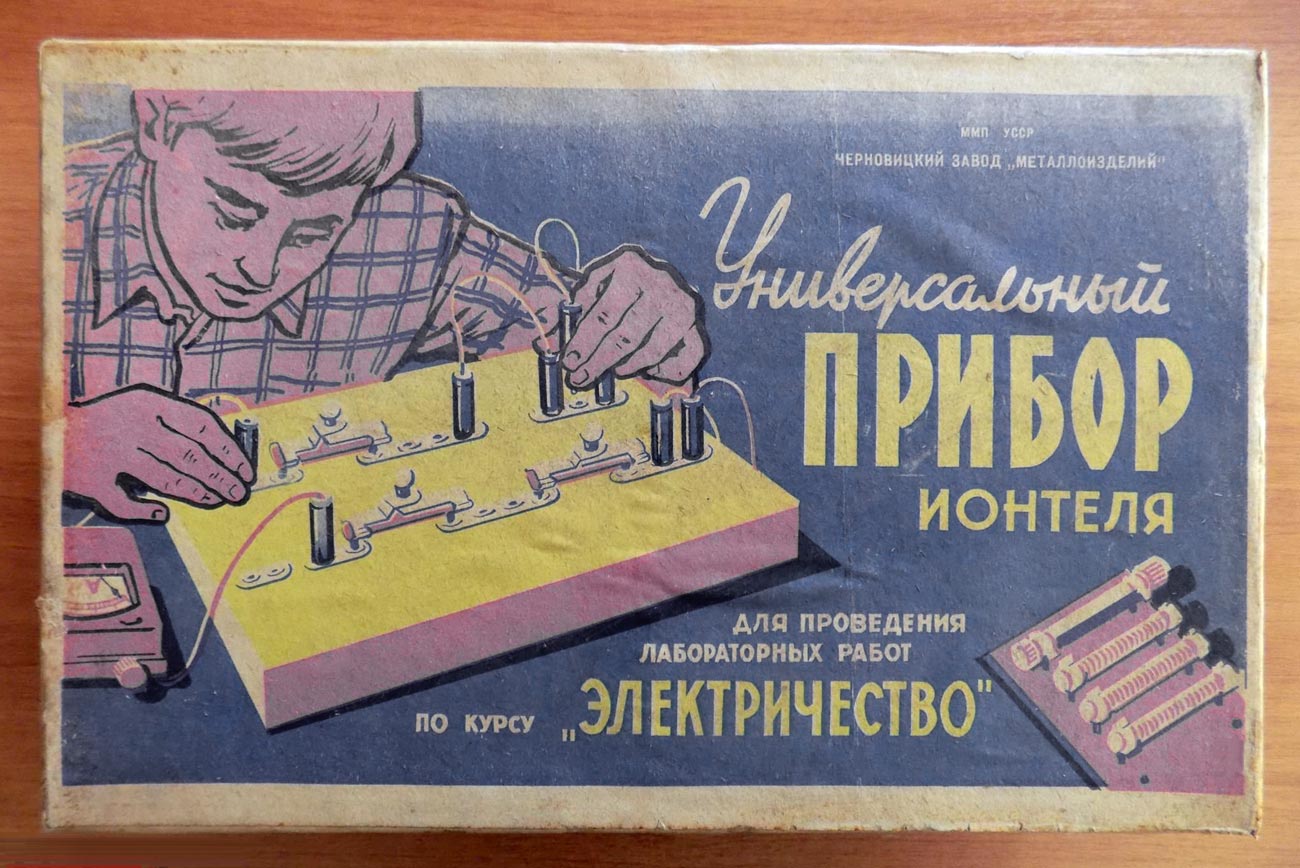 ММП УССР
ЧЕРНОВИЦКИЙ ЗАВОД „МЕТАЛЛОИЗДЕЛИЙ"
Универсальный
ПРИБОР
ИОНТЕЛЯ
ДЛЯ ПРОВЕДЕНИЯ
ЛАБОРАТОРНЫХ РАБОТ
ПО КУРСУ „ЭЛЕКТРИЧЕСТВО"